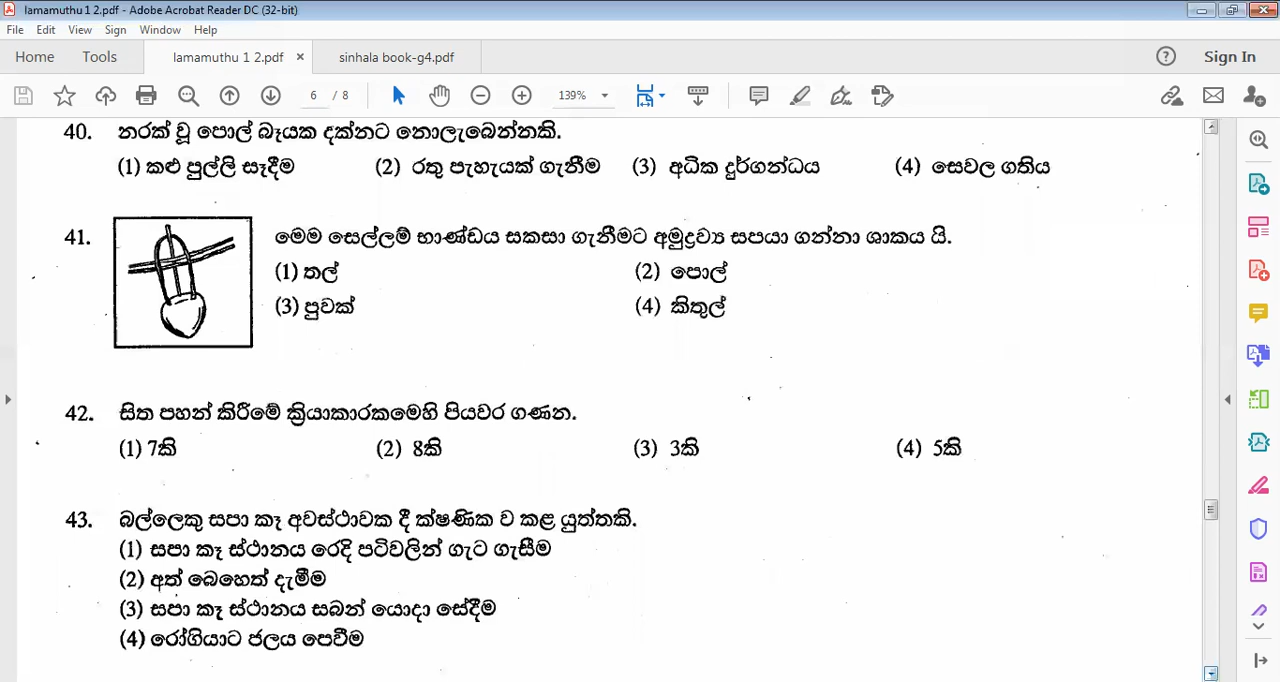 lamamuthu 1 2.pdf - Adobe Acrobat Reader DC (32-bit)
File Edit View Sign Window Help
Home Tools lamamuthu 1 2.pdf × sinhala book-g4.pdf Sign In
6 / 8 139%
40. නරක් වූ පොල් බෑයක දක්නට නොලැබෙන්නකි.
(1) කළු පුල්ලි සෑදීම (2) රතු පැහැයක් ගැනීම (3) අධික දුර්ගන්ධය (4) සෙවල ගතිය
41. මෙම සෙල්ලම් භාණ්ඩය සකසා ගැනීමට අමුද්‍රව්‍ය සපයා ගන්නා ශාකය යි.
(1) තල් (2) පොල්
(3) පුවක් (4) කිතුල්
42. සිත පහන් කිරීමේ ක්‍රියාකාරකමෙහි පියවර ගණන.
(1) 7කි (2) 8කි (3) 3කි (4) 5කි
43. බල්ලෙකු සපා කෑ අවස්ථාවක දී ක්ෂණික ව කළ යුත්තකි.
(1) සපා කෑ ස්ථානය රෙදි පටිවලින් ගැට ගැසීම
(2) අත් බෙහෙත් දැමීම
(3) සපා කෑ ස්ථානය සබන් යොදා සේදීම
(4) රෝගියාට ජලය පෙවීම